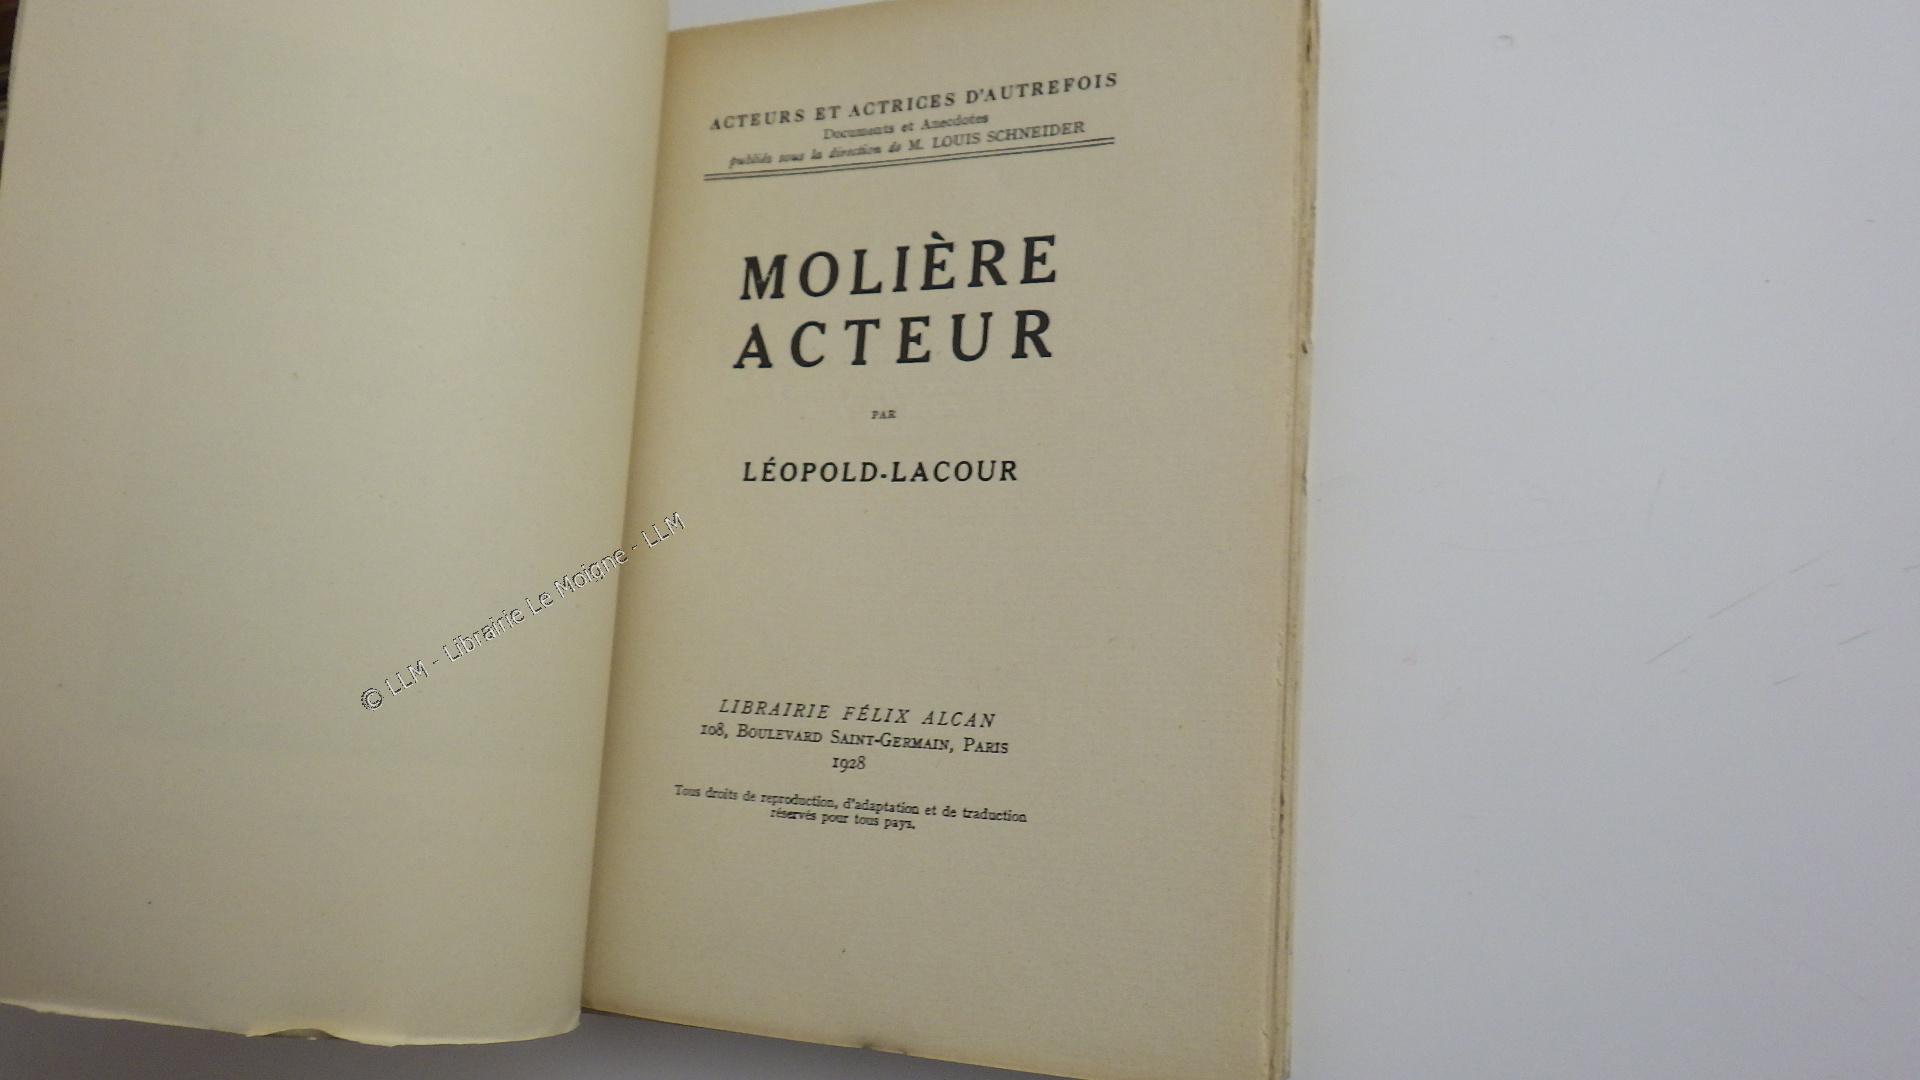 ACTEURS ET ACTRICES D'AUTREFOIS
Documents et Anecdotes
publiés sous la direction de M. LOUIS SCHNEIDER
MOLIÈRE
ACTEUR
PAR
LÉOPOLD-LACOUR
© LLM - Librairie Le Moigne - LLM
LIBRAIRIE FÉLIX ALCAN
108, BOULEVARD SAINT-GERMAIN, PARIS
1928
Tous droits de reproduction, d'adaptation et de traduction
réservés pour tous pays.